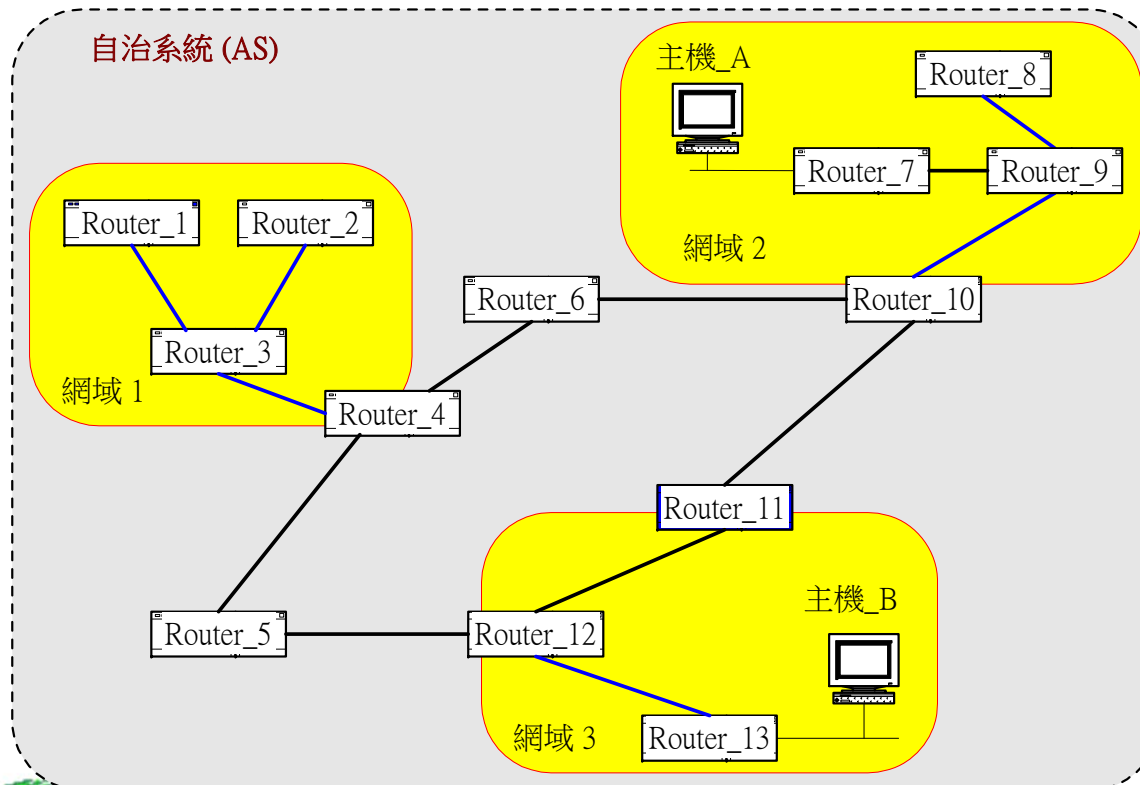 自治系統 (AS)
主機_A
Router_8
Router_7
Router_9
Router_1
Router_2
網域 2
Router_6
Router_10
Router_3
網域 1
Router_4
Router_11
主機_B
Router_5
Router_12
網域 3
Router_13